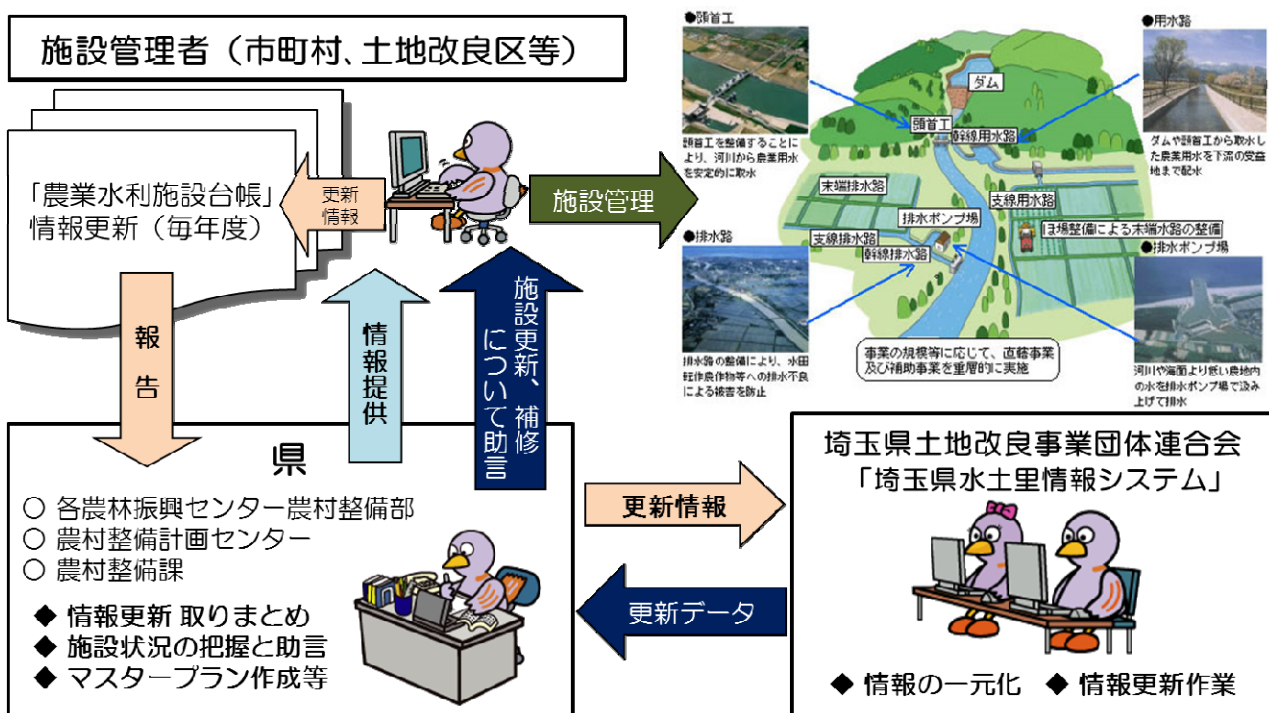 施設管理者（市町村、土地改良区等）
「農業水利施設台帳」
情報更新（毎年度）
更新
情報
施設管理
報告
情報提供
施設更新、補修
について助言
●頭首工
頭首工を整備することに
より、河川から農業用水
を安定的に取水
●用水路
ダムや頭首工から取水し
た農業用水を下流の受益
地まで配水
ダム
頭首工
幹線用水路
末端排水路
支線用水路
排水ポンプ場
ほ場整備による末端水路の整備
支線排水路
幹線排水路
●排水路
排水路の整備により、水田
転作農作物等への排水不良
による被害を防止
●排水ポンプ場
河川や海面より低い農地内
の水を排水ポンプ場で汲み
上げて排水
事業の規模等に応じて、直轄事業
及び補助事業を重層的に実施
県
○ 各農林振興センター農村整備部
○ 農村整備計画センター
○ 農村整備課
◆ 情報更新 取りまとめ
◆ 施設状況の把握と助言
◆ マスタープラン作成等
更新情報
更新データ
埼玉県土地改良事業団体連合会
「埼玉県水土里情報システム」
◆ 情報の一元化 ◆ 情報更新作業